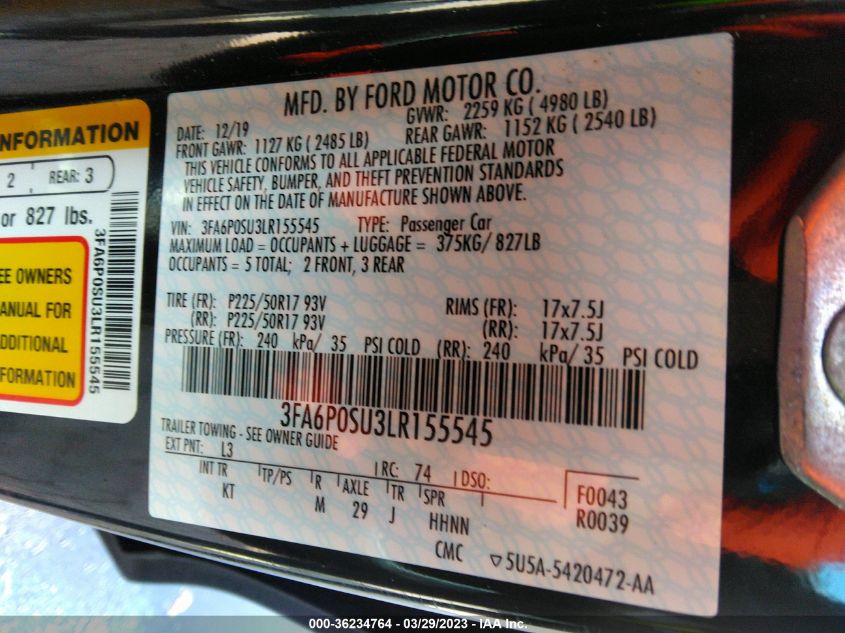 NFORMATION
2 REAR: 3
or 827 lbs.
EE OWNERS
ANUAL FOR
ADDITIONAL
FORMATION
3FA6P0SU3LR155545
MFD. BY FORD MOTOR CO.
DATE: 12/19 GVWR: 2259 KG ( 4980 LB)
FRONT GAWR: 1127 KG ( 2485 LB) REAR GAWR: 1152 KG ( 2540 LB)
THIS VEHICLE CONFORMS TO ALL APPLICABLE FEDERAL MOTOR
VEHICLE SAFETY, BUMPER, AND THEFT PREVENTION STANDARDS
IN EFFECT ON THE DATE OF MANUFACTURE SHOWN ABOVE.
VIN: 3FA6P0SU3LR155545 TYPE: Passenger Car
MAXIMUM LOAD = OCCUPANTS + LUGGAGE = 375KG/ 827LB
OCCUPANTS = 5 TOTAL; 2 FRONT, 3 REAR
TIRE (FR): P225/50R17 93V RIMS (FR): 17x7.5J
(RR): P225/50R17 93V (RR): 17x7.5J
PRESSURE (FR): 240 kPa/ 35 PSI COLD (RR): 240 kPa/ 35 PSI COLD
3FA6P0SU3LR155545
TRAILER TOWING - SEE OWNER GUIDE
EXT PNT: L3 RC: 74 DSO:
INT TR TP/PS R AXLE TR SPR
KT M 29 J HHNN
F0043
R0039
CMC
▽5U5A-5420472-AA
000-36234764 — 03/29/2023 — IAA Inc.